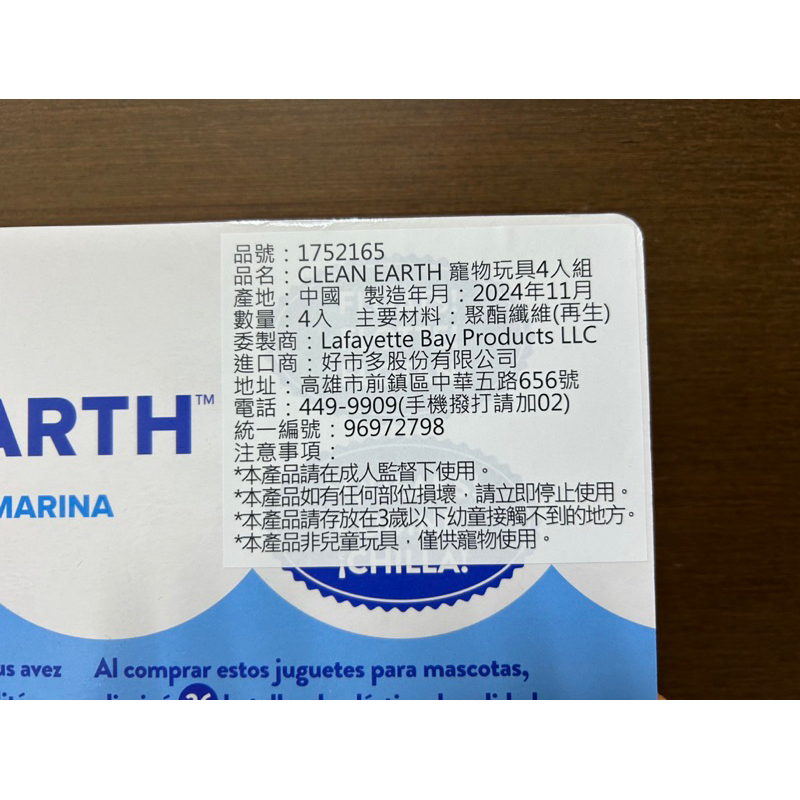 品號：1752165
品名：CLEAN EARTH 寵物玩具4入組
產地：中國　製造年月：2024年11月
數量：4入　主要材料：聚酯纖維(再生)
委製商：Lafayette Bay Products LLC
進口商：好市多股份有限公司
地址：高雄市前鎮區中華五路656號
電話：449-9909(手機撥打請加02)
統一編號：96972798
注意事項：
*本產品請在成人監督下使用。
*本產品如有任何部位損壞，請立即停止使用。
*本產品請存放在3歲以下幼童接觸不到的地方。
*本產品非兒童玩具，僅供寵物使用。
ARTH™
MARINA
¡CHILLA!
us avez
Al comprar estos juguetes para mascotas,